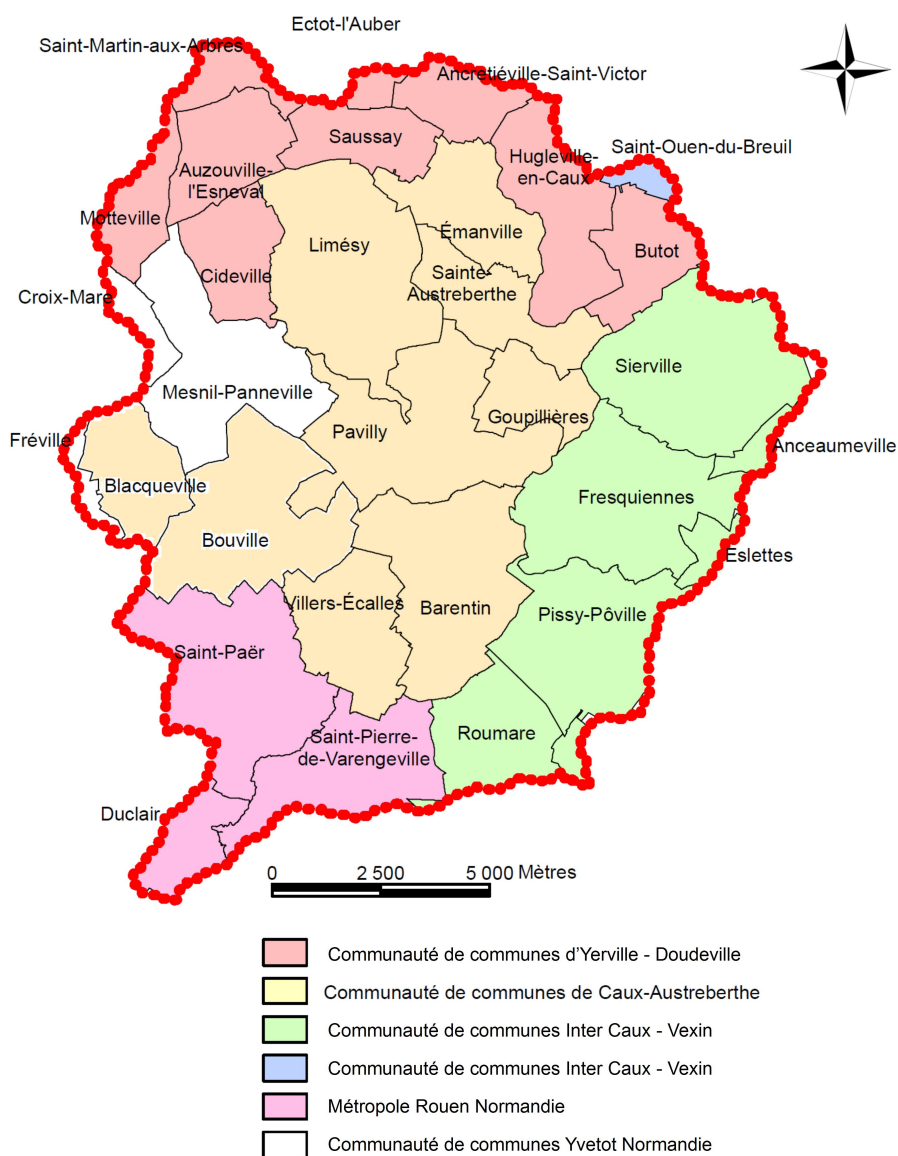 Ectot-l'Auber
Saint-Martin-aux-Arbres
Ancretiéville-Saint-Victor
Saussay
Hugleville-
en-Caux
Saint-Ouen-du-Breuil
Auzouville-
l'Esneval
Motteville
Émanville
Limésy
Butot
Cideville
Sainte-
Austreberthe
Croix-Mare
Sierville
Mesnil-Panneville
Goupillières
Pavilly
Fréville
Anceaumeville
Blacqueville
Fresquiennes
Bouville
Eslettes
Villers-Écalles
Barentin
Pissy-Pôville
Saint-Paër
Saint-Pierre-
de-Varengeville
Roumare
Duclair
0 2 500 5 000 Mètres
Communauté de communes d'Yerville - Doudeville
Communauté de communes de Caux-Austreberthe
Communauté de communes Inter Caux - Vexin
Communauté de communes Inter Caux - Vexin
Métropole Rouen Normandie
Communauté de communes Yvetot Normandie